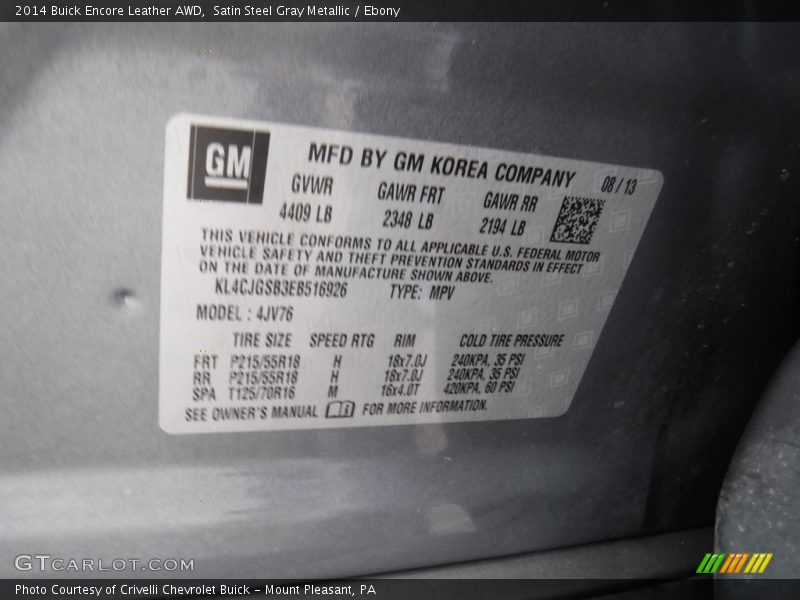 2014 Buick Encore Leather AWD, Satin Steel Gray Metallic / Ebony
GM
MFD BY GM KOREA COMPANY 08 / 13
GVWR GAWR FRT GAWR RR
4409 LB 2348 LB 2194 LB
THIS VEHICLE CONFORMS TO ALL APPLICABLE U.S. FEDERAL MOTOR
VEHICLE SAFETY AND THEFT PREVENTION STANDARDS IN EFFECT
ON THE DATE OF MANUFACTURE SHOWN ABOVE.
KL4CJGSB3EB516926 TYPE: MPV
MODEL : 4JV76
TIRE SIZE SPEED RTG RIM COLD TIRE PRESSURE
FRT P215/55R18 H 18x7.0J 240KPA, 35 PSI
RR P215/55R18 H 18x7.0J 240KPA, 35 PSI
SPA T125/70R16 M 16x4.0T 420KPA, 60 PSI
SEE OWNER'S MANUAL FOR MORE INFORMATION.
GTCARLOT.COM
Photo Courtesy of Crivelli Chevrolet Buick – Mount Pleasant, PA